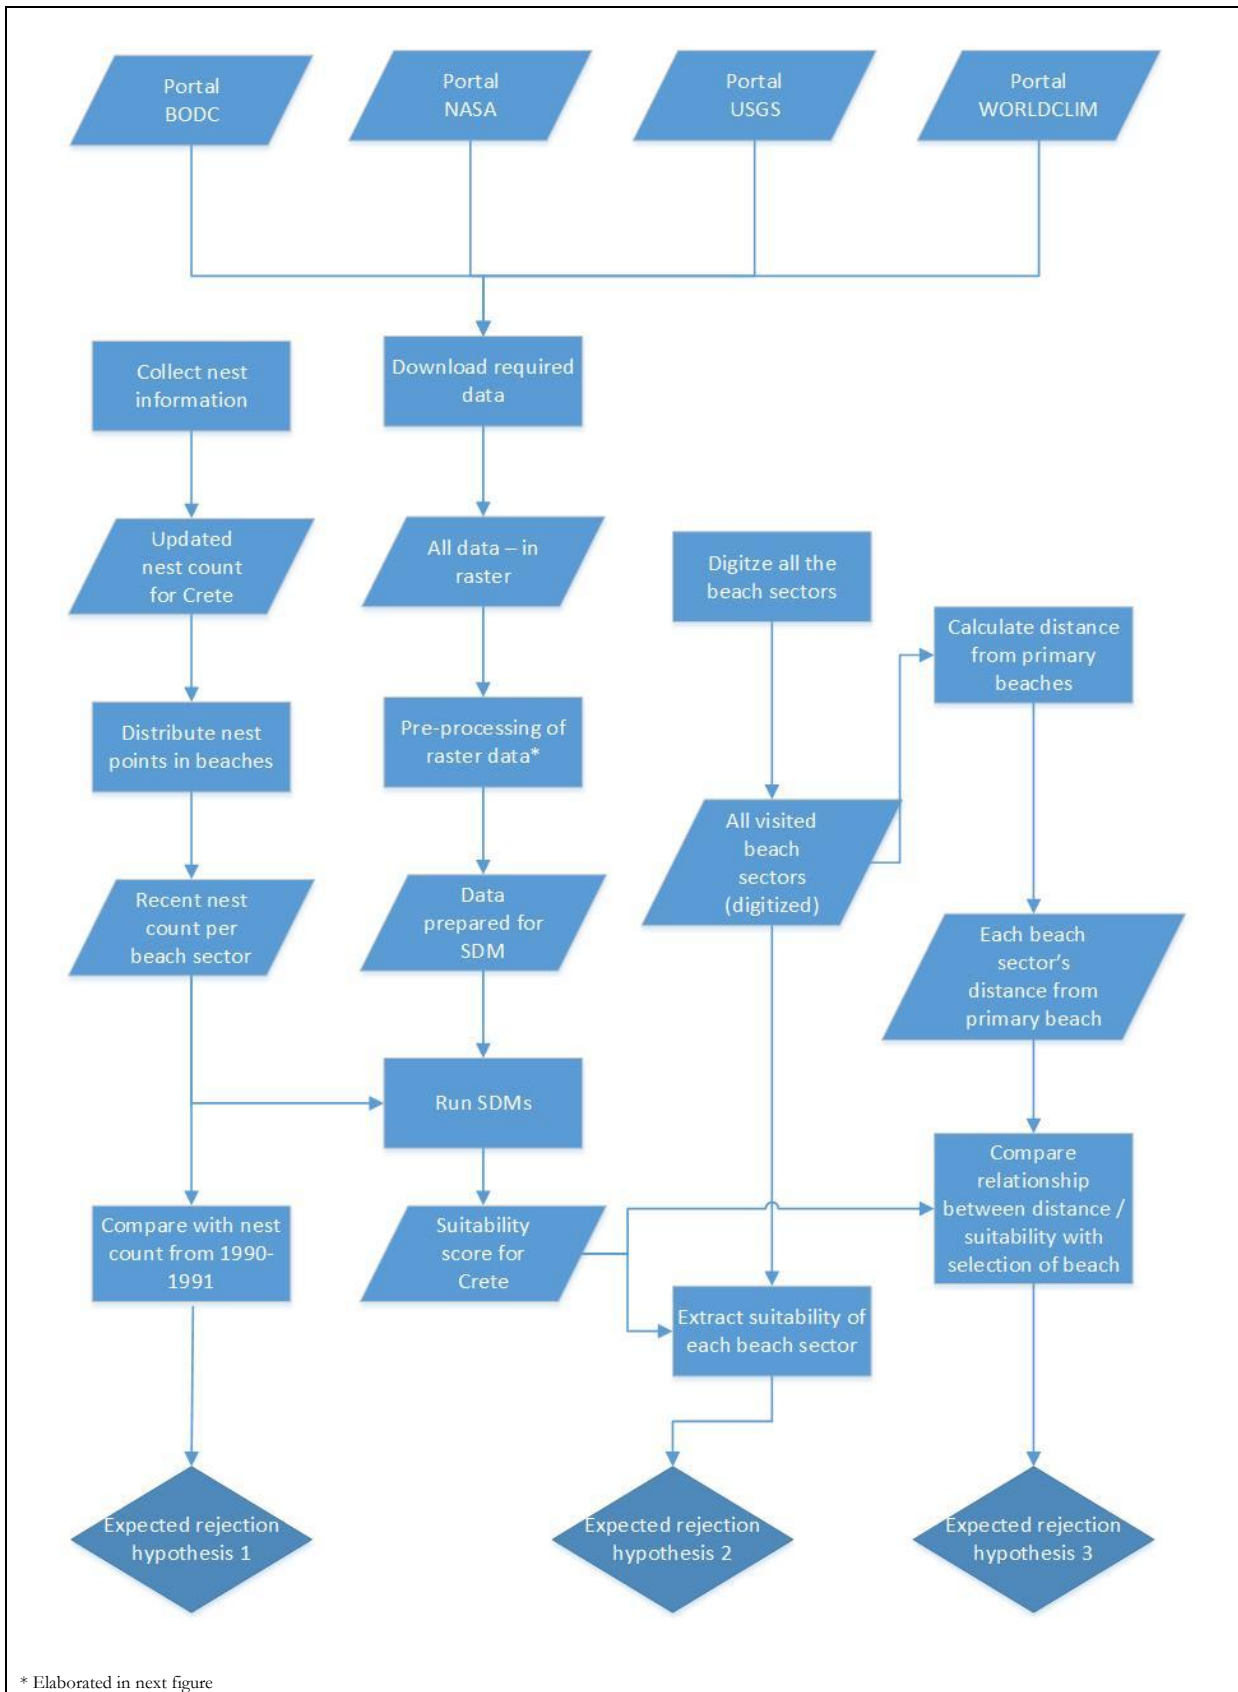 Portal
BODC
Portal
NASA
Portal
USGS
Portal
WORLDCLIM
Collect nest
information
Download required
data
Updated
nest count
for Crete
All data – in
raster
Digitze all the
beach sectors
Calculate distance
from primary
beaches
Distribute nest
points in beaches
Pre-processing of
raster data*
All visited
beach
sectors
(digitized)
Recent nest
count per
beach sector
Data
prepared for
SDM
Each beach
sector's
distance from
primary beach
Run SDMs
Compare with nest
count from 1990-
1991
Suitability
score for
Crete
Compare
relationship
between distance /
suitability with
selection of beach
Extract suitability of
each beach sector
Expected rejection
hypothesis 1
Expected rejection
hypothesis 2
Expected rejection
hypothesis 3
* Elaborated in next figure